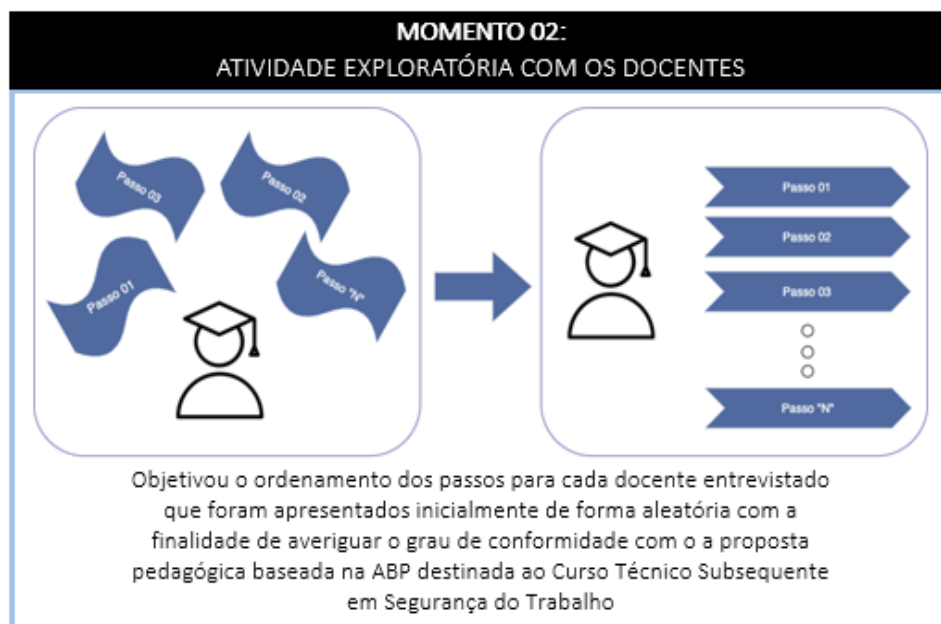 MOMENTO 02:
ATIVIDADE EXPLORATÓRIA COM OS DOCENTES
Passo 03
Passo 02
Passo 01
Passo "N"
Passo 01
Passo 02
Passo 03
Passo "N"
Objetivou o ordenamento dos passos para cada docente entrevistado
que foram apresentados inicialmente de forma aleatória com a
finalidade de averiguar o grau de conformidade com o a proposta
pedagógica baseada na ABP destinada ao Curso Técnico Subsequente
em Segurança do Trabalho